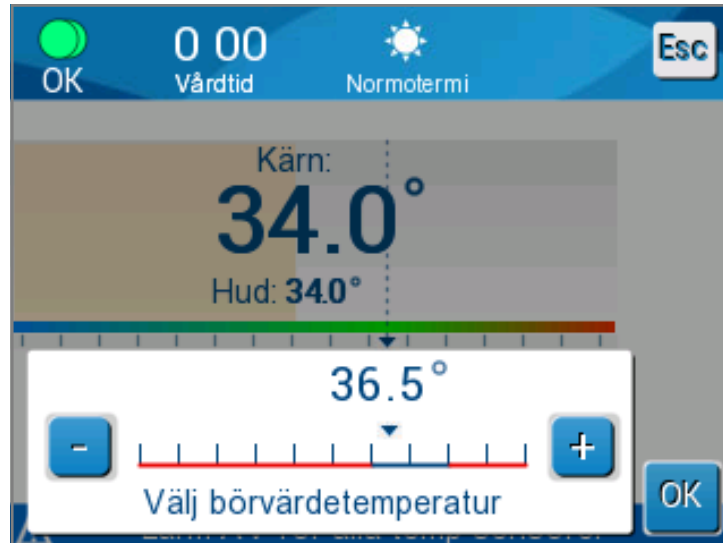 OK
0 00
Vårdtid
Normotermi
Esc
Kärn:
34.0°
Hud: 34.0°
36.5°
-
+
Välj börvärdetemperatur
OK